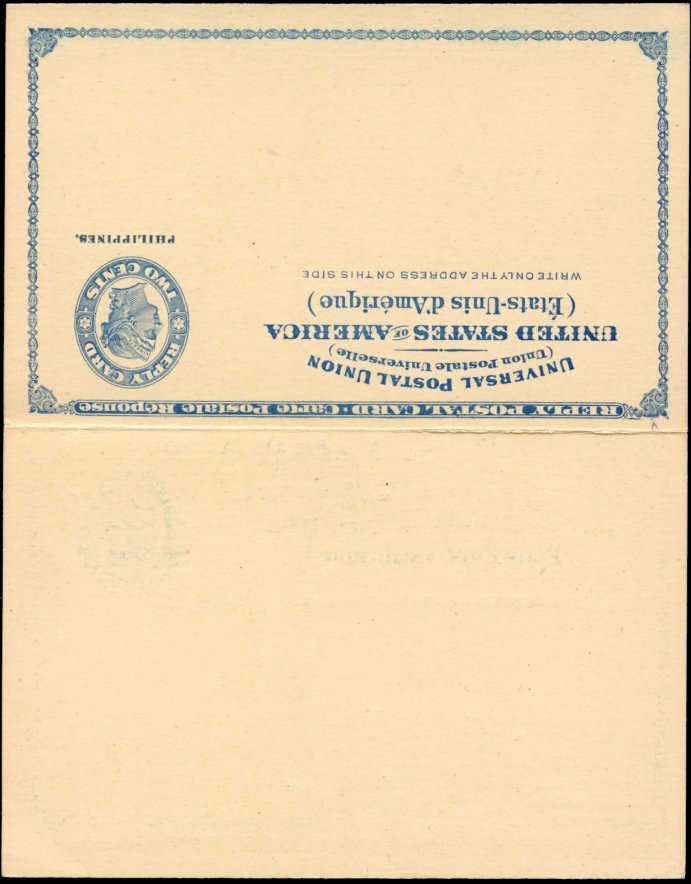 REPLY POSTAL CARD · Carte Postale Réponse
UNIVERSAL POSTAL UNION
(Union Postale Universelle)
UNITED STATES OF AMERICA
(États-Unis d'Amérique)
WRITE ONLY THE ADDRESS ON THIS SIDE
REPLY CARD
TWO CENTS
PHILIPPINES.